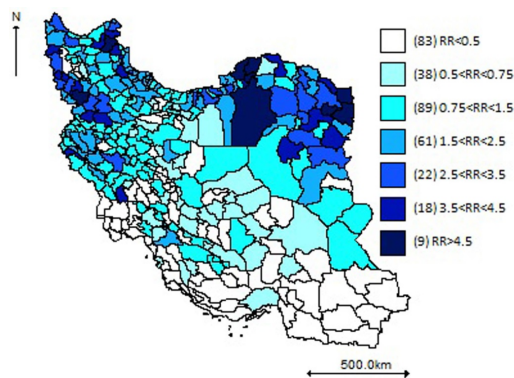 N
(83) RR<0.5
(38) 0.5<RR<0.75
(89) 0.75<RR<1.5
(61) 1.5<RR<2.5
(22) 2.5<RR<3.5
(18) 3.5<RR<4.5
(9) RR>4.5
500.0km